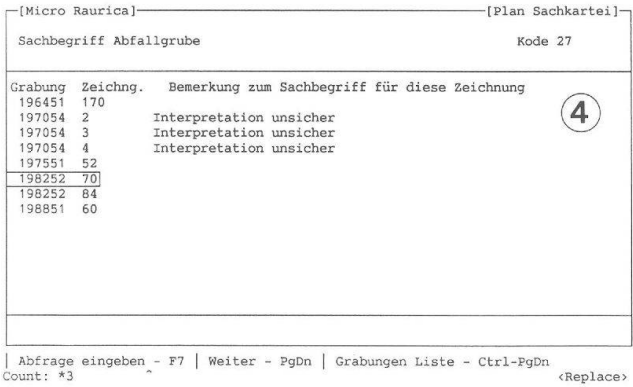 [Micro Raurica] [Plan Sachkartei]
Sachbegriff Abfallgrube Kode 27
Grabung Zeichng. Bemerkung zum Sachbegriff für diese Zeichnung
196451 170
197054 2 Interpretation unsicher
197054 3 Interpretation unsicher
197054 4 Interpretation unsicher
197551 52
198252 70
198252 84
198851 60
4
| Abfrage eingeben - F7 | Weiter - PgDn | Grabungen Liste - Ctrl-PgDn
Count: *3 ^ <Replace>